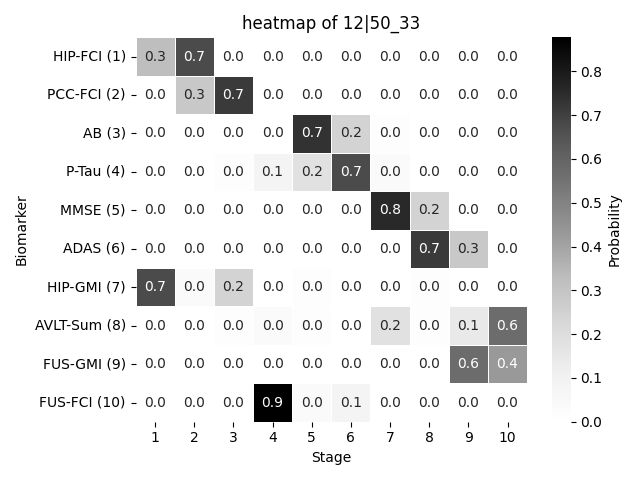 heatmap of 12|50_33
HIP-FCI (1) 0.3 0.7 0.0 0.0 0.0 0.0 0.0 0.0 0.0 0.0
PCC-FCI (2) 0.0 0.3 0.7 0.0 0.0 0.0 0.0 0.0 0.0 0.0
AB (3) 0.0 0.0 0.0 0.0 0.7 0.2 0.0 0.0 0.0 0.0
P-Tau (4) 0.0 0.0 0.0 0.1 0.2 0.7 0.0 0.0 0.0 0.0
MMSE (5) 0.0 0.0 0.0 0.0 0.0 0.0 0.8 0.2 0.0 0.0
ADAS (6) 0.0 0.0 0.0 0.0 0.0 0.0 0.0 0.7 0.3 0.0
HIP-GMI (7) 0.7 0.0 0.2 0.0 0.0 0.0 0.0 0.0 0.0 0.0
AVLT-Sum (8) 0.0 0.0 0.0 0.0 0.0 0.0 0.2 0.0 0.1 0.6
FUS-GMI (9) 0.0 0.0 0.0 0.0 0.0 0.0 0.0 0.0 0.6 0.4
FUS-FCI (10) 0.0 0.0 0.0 0.9 0.0 0.1 0.0 0.0 0.0 0.0
1 2 3 4 5 6 7 8 9 10
Stage
Biomarker
0.8
0.7
0.6
0.5
0.4
0.3
0.2
0.1
0.0
Probability